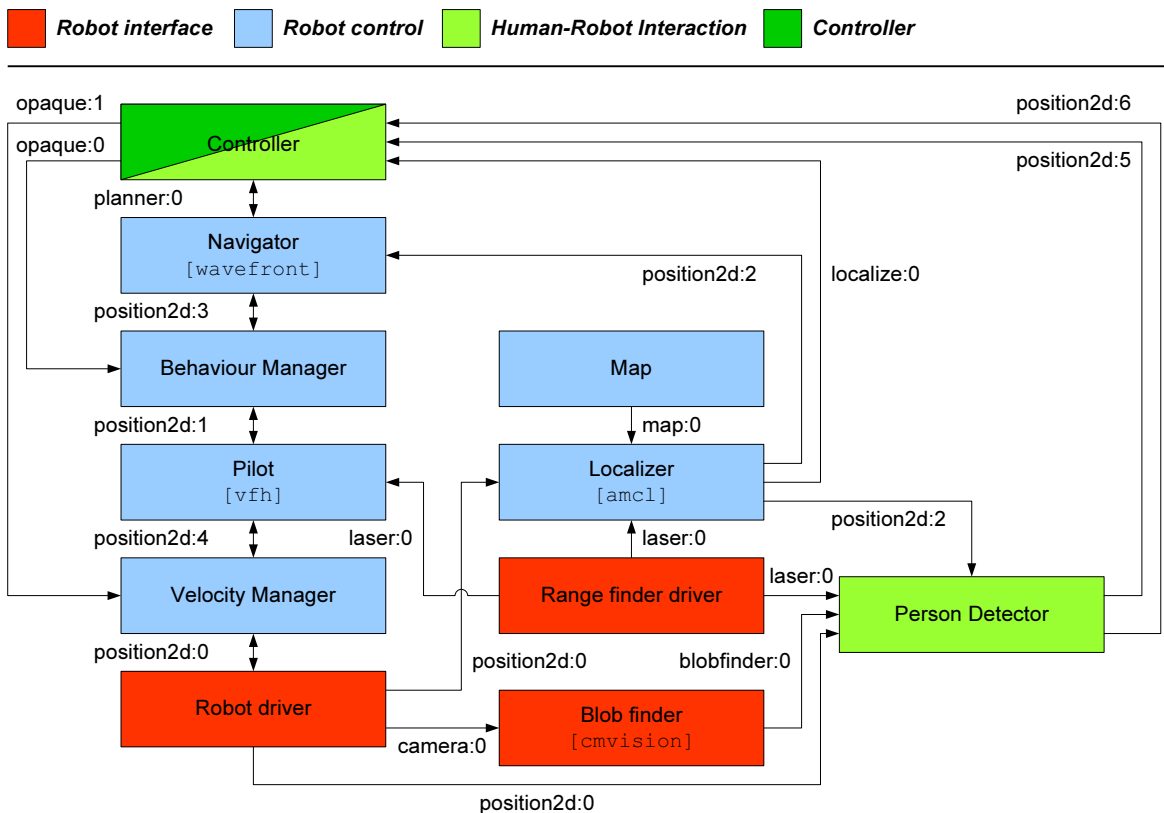 Robot interface
Robot control
Human-Robot Interaction
Controller
opaque:1
position2d:6
opaque:0
Controller
position2d:5
planner:0
Navigator
[wavefront]
position2d:2
localize:0
position2d:3
Behaviour Manager
Map
position2d:1
map:0
Pilot
[vfh]
Localizer
[amcl]
position2d:2
position2d:4
laser:0
laser:0
laser:0
Velocity Manager
Range finder driver
Person Detector
position2d:0
position2d:0
blobfinder:0
Robot driver
Blob finder
[cmvision]
camera:0
position2d:0